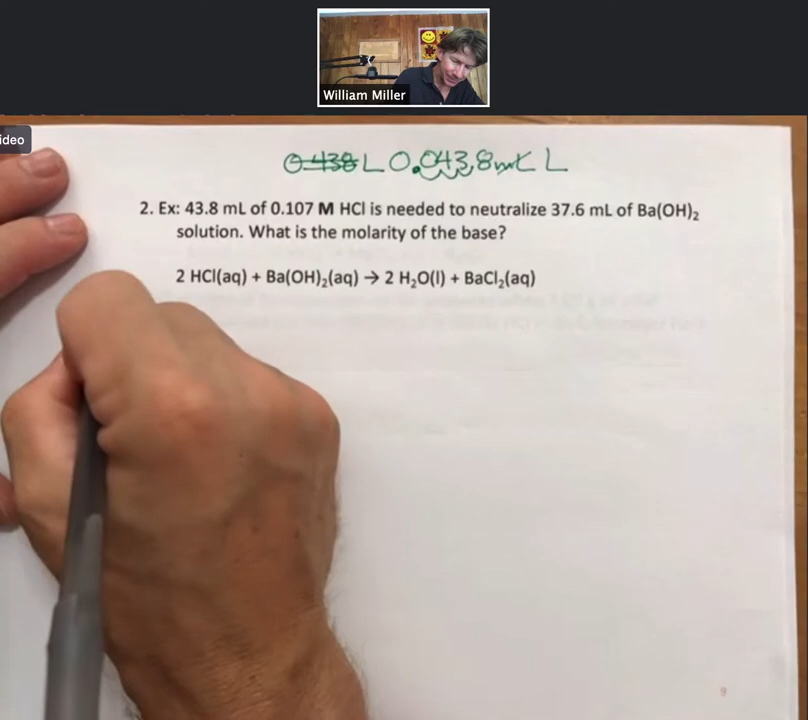 William Miller
ideo
0.438 L 0.043.8mL L
2. Ex: 43.8 mL of 0.107 M HCl is needed to neutralize 37.6 mL of Ba(OH)₂
solution. What is the molarity of the base?
2 HCl(aq) + Ba(OH)₂(aq) → 2 H₂O(l) + BaCl₂(aq)
9